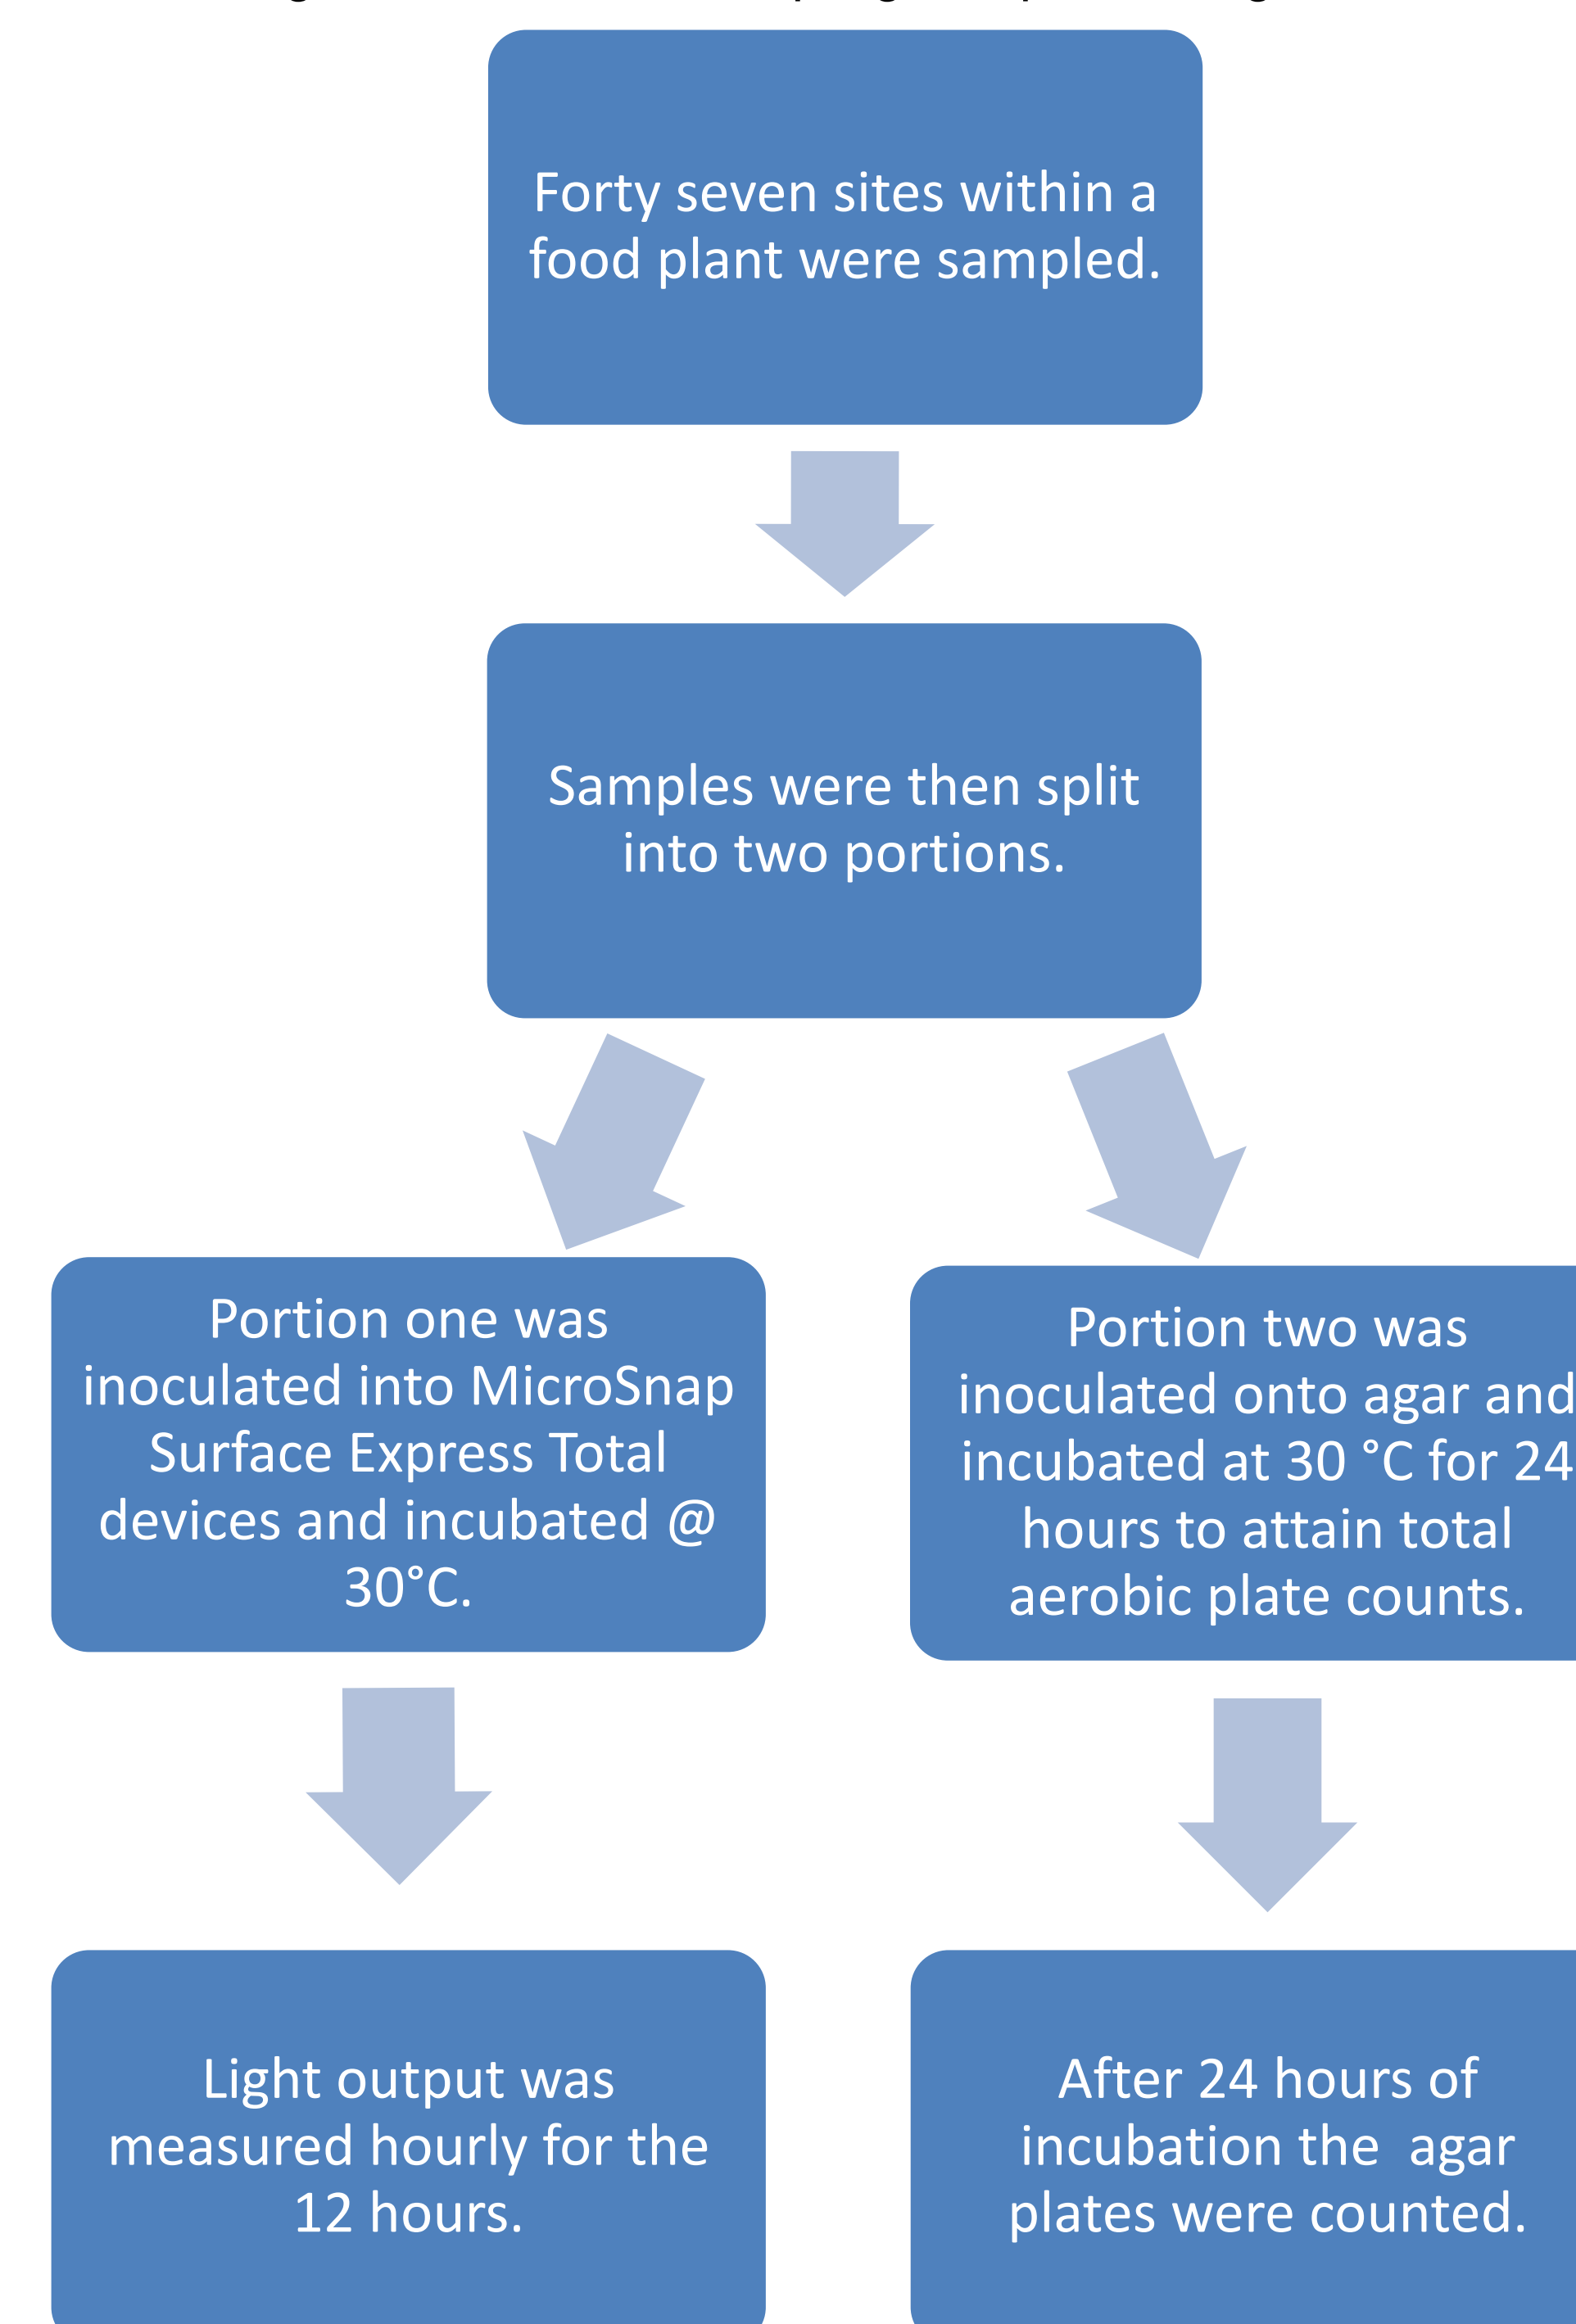 Forty seven sites within a
food plant were sampled.
Samples were then split
into two portions.
Portion one was
inoculated into MicroSnap
Surface Express Total
devices and incubated @
30°C.
Portion two was
inoculated onto agar and
incubated at 30 °C for 24
hours to attain total
aerobic plate counts.
Light output was
measured hourly for the
12 hours.
After 24 hours of
incubation the agar
plates were counted.